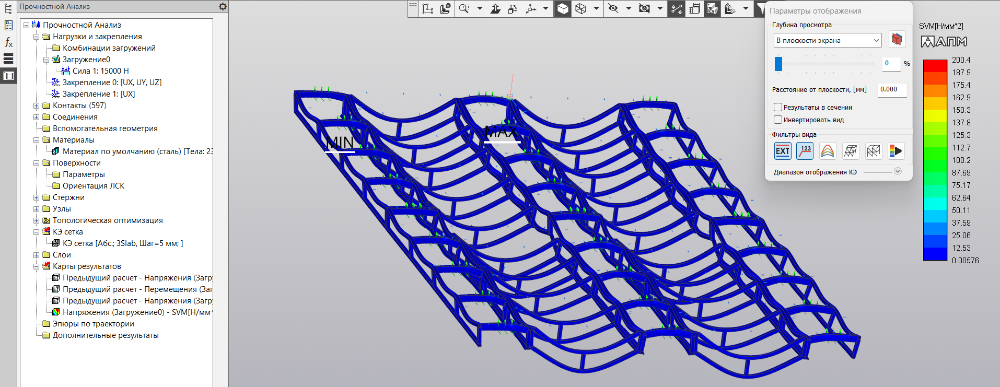 Прочностной Анализ
Прочностной Анализ
Нагрузки и закрепления
Комбинации загружений
Загружение0
Сила 1: 15000 Н
Закрепление 0: [UX, UY, UZ]
Закрепление 1: [UX]
Контакты (597)
Соединения
Вспомогательная геометрия
Материалы
Материал по умолчанию (сталь) [Тела: 23
Поверхности
Параметры
Ориентация ЛСК
Стержни
Узлы
Топологическая оптимизация
КЭ сетка
КЭ сетка [Абс.; 3Slab, Шаг=5 мм; ]
Слои
Карты результатов
Предыдущий расчет - Напряжения (Загр
Предыдущий расчет - Перемещения (Заг
Предыдущий расчет - Напряжения (Загр
Напряжения (Загружение0) - SVM[Н/мм^
Эпюры по траектории
Дополнительные результаты
fx
MIN
MAX
Параметры отображения
Глубина просмотра
В плоскости экрана
0 %
Расстояние от плоскости, [мм] 0.000
Результаты в сечении
Инвертировать вид
Фильтры вида
EXT 123
Диапазон отображения КЭ
SVM[Н/мм^2]
АПМ
200.4
187.9
175.4
162.9
150.3
137.8
125.3
112.7
100.2
87.69
75.17
62.64
50.11
37.59
25.06
12.53
0.00576